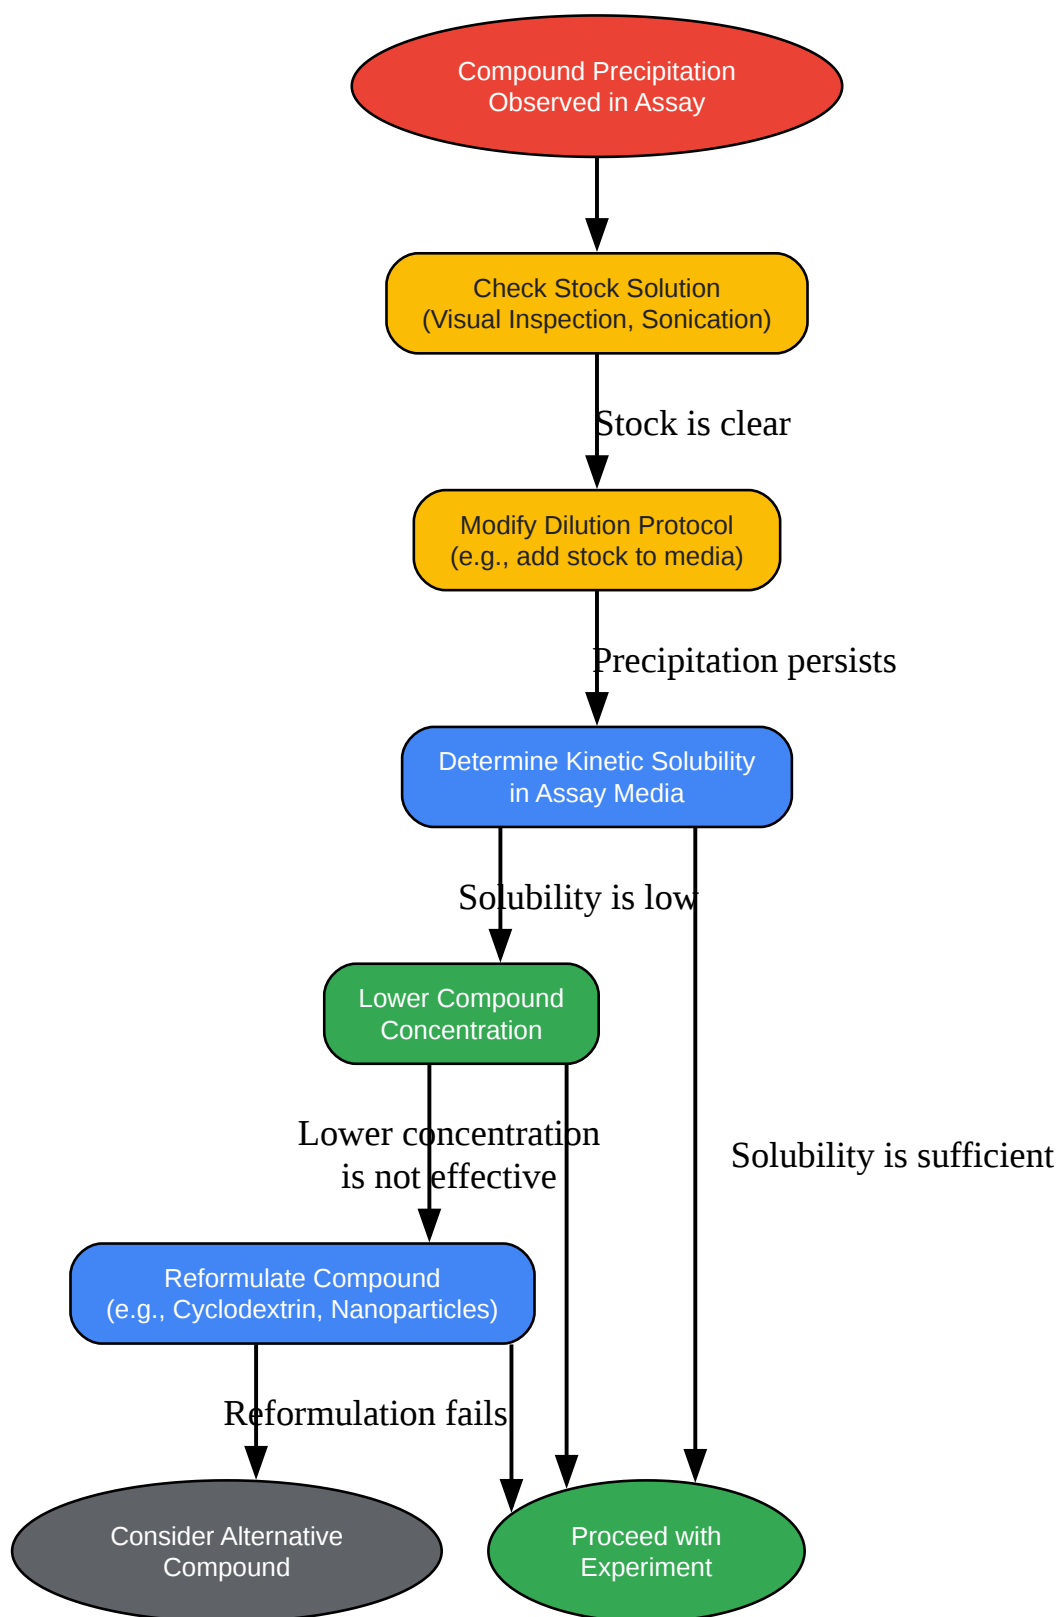 Compound Precipitation
Observed in Assay
Check Stock Solution
(Visual Inspection, Sonication)
Stock is clear
Modify Dilution Protocol
(e.g., add stock to media)
Precipitation persists
Determine Kinetic Solubility
in Assay Media
Solubility is low
Lower Compound
Concentration
Lower concentration
is not effective
Solubility is sufficient
Reformulate Compound
(e.g., Cyclodextrin, Nanoparticles)
Reformulation fails
Consider Alternative
Compound
Proceed with
Experiment